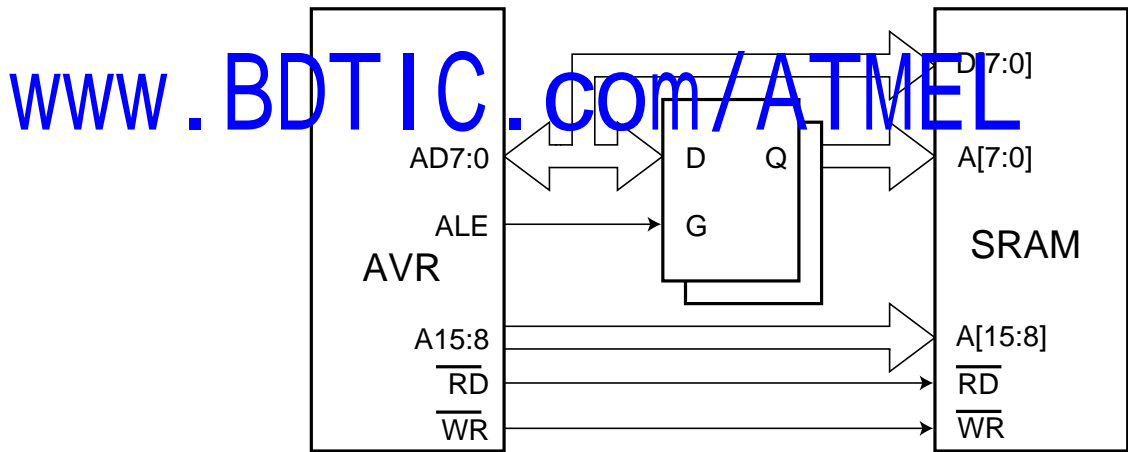 www.BDTIC.com/ATMEL
D[7:0]
AD7:0
D
Q
A[7:0]
ALE
G
AVR
SRAM
A15:8
A[15:8]
RD
RD
WR
WR